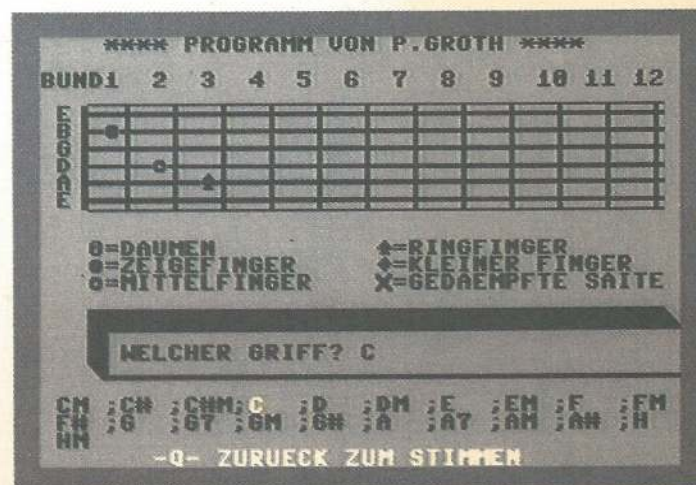 **** PROGRAMM VON P.GROTH ****
BUND1 2 3 4 5 6 7 8 9 10 11 12
E
B
G
D
A
E
=DAUMEN
=ZEIGEFINGER
=MITTELFINGER
=RINGFINGER
=KLEINER FINGER
=GEDAEMPFTE SAITE
WELCHER GRIFF? C
CM ;C# ;C#M;C ;D ;DM ;E ;EM ;F ;FM
F# ;G ;G7 ;GM ;G# ;A ;A7 ;AM ;A# ;H
HM
-Q- ZURUECK ZUM STIMMEN